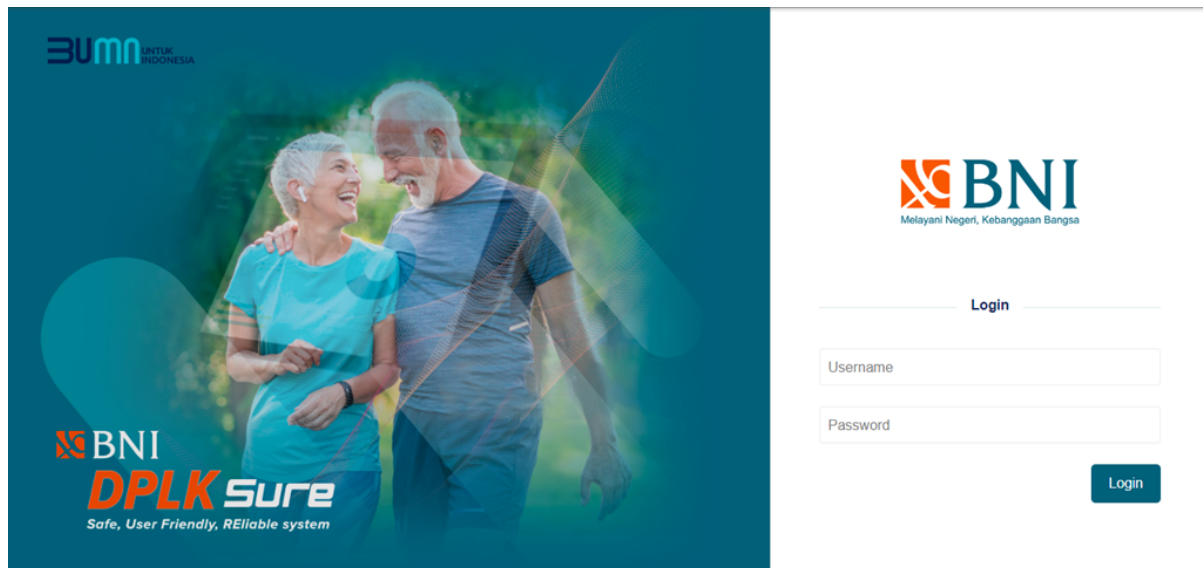 BUMN UNTUK
INDONESIA
BNI
DPLK Sure
Safe, User Friendly, REliable system
BNI
Melayani Negeri, Kebanggaan Bangsa
Login
Username
Password
Login